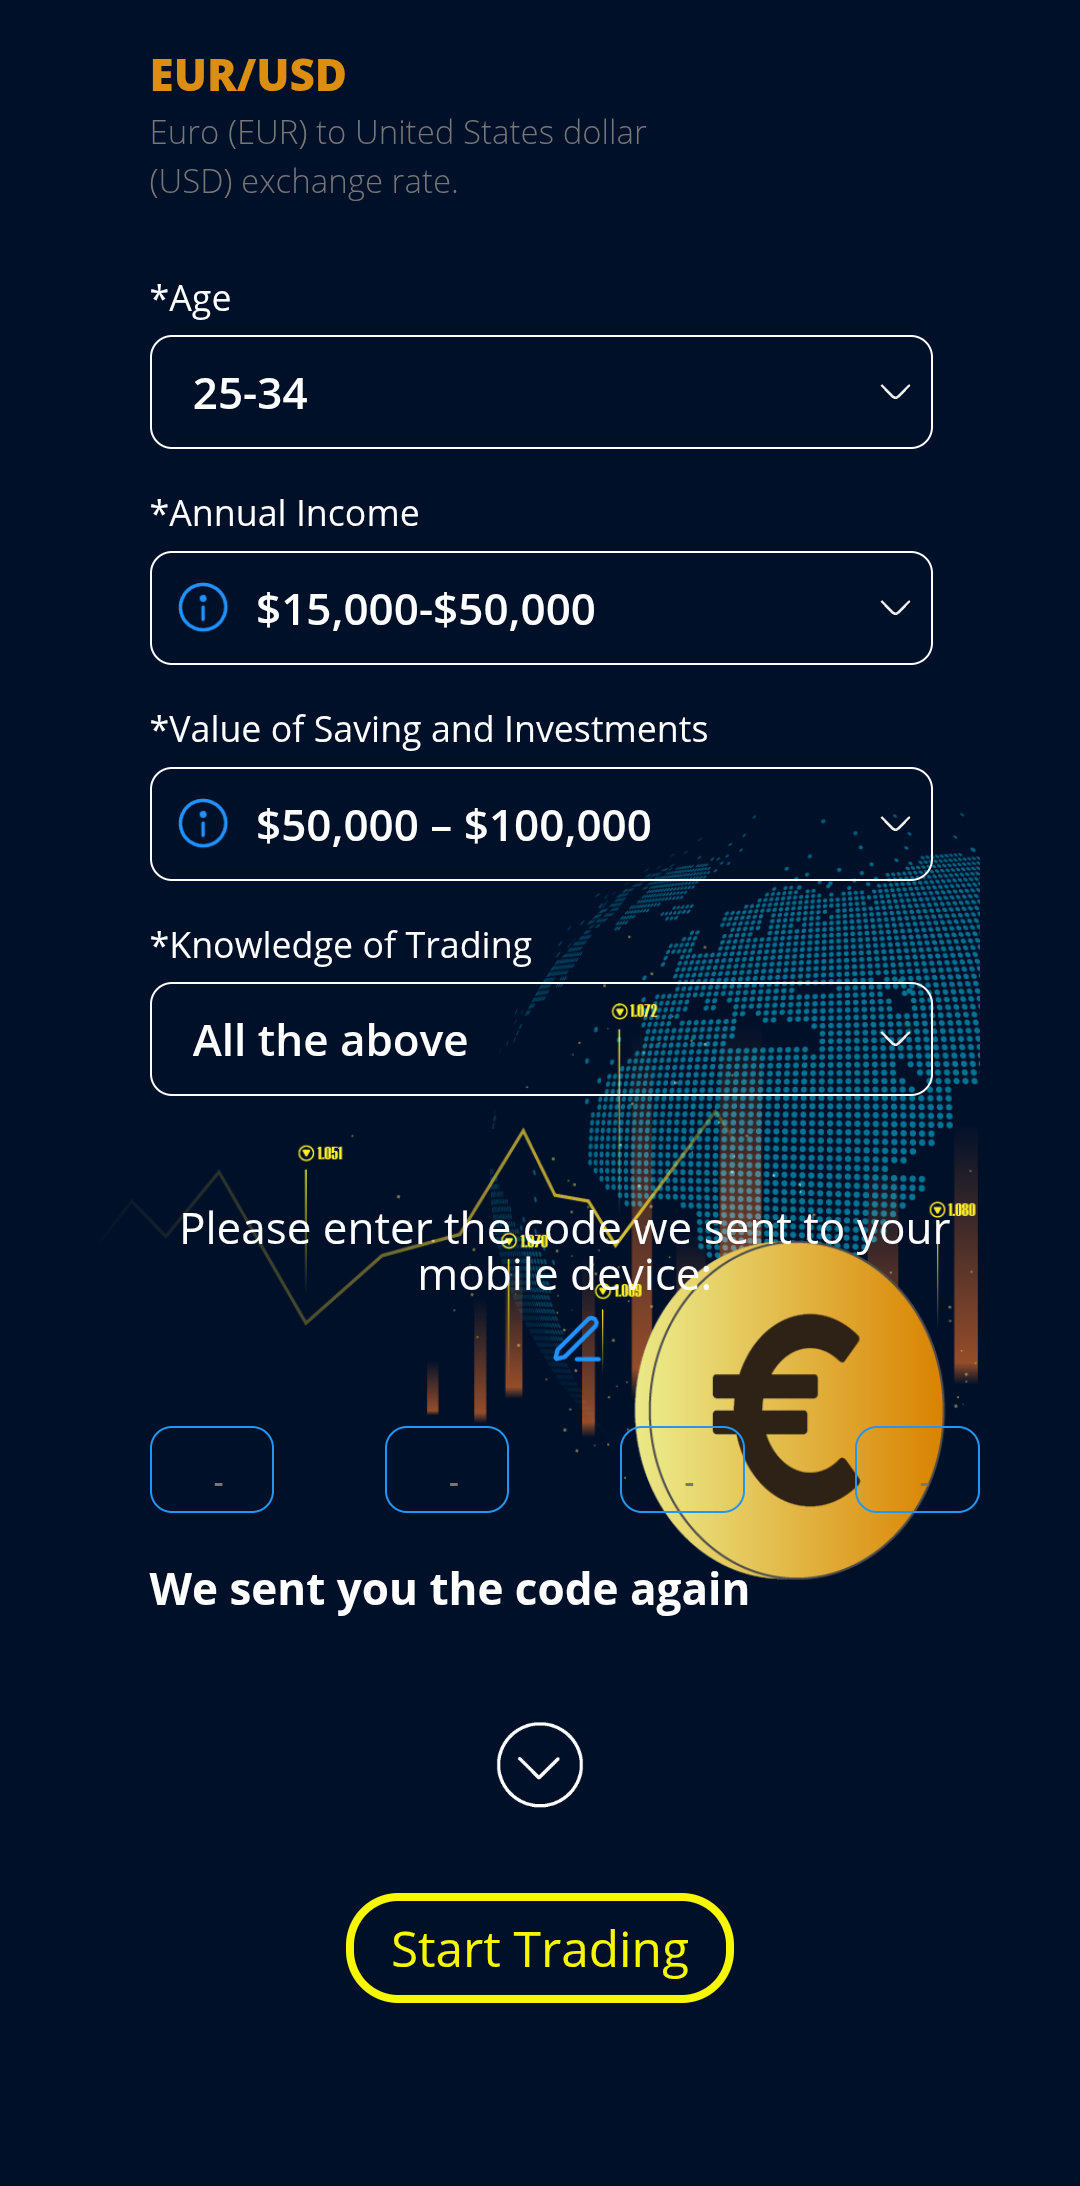 EUR/USD
Euro (EUR) to United States dollar
(USD) exchange rate.
*Age
25-34
*Annual Income
$15,000-$50,000
*Value of Saving and Investments
$50,000 – $100,000
*Knowledge of Trading
1.072
All the above
1.051
1.080
Please enter the code we sent to your
1.070
mobile device:
1.069
€
- - - -
We sent you the code again
Start Trading